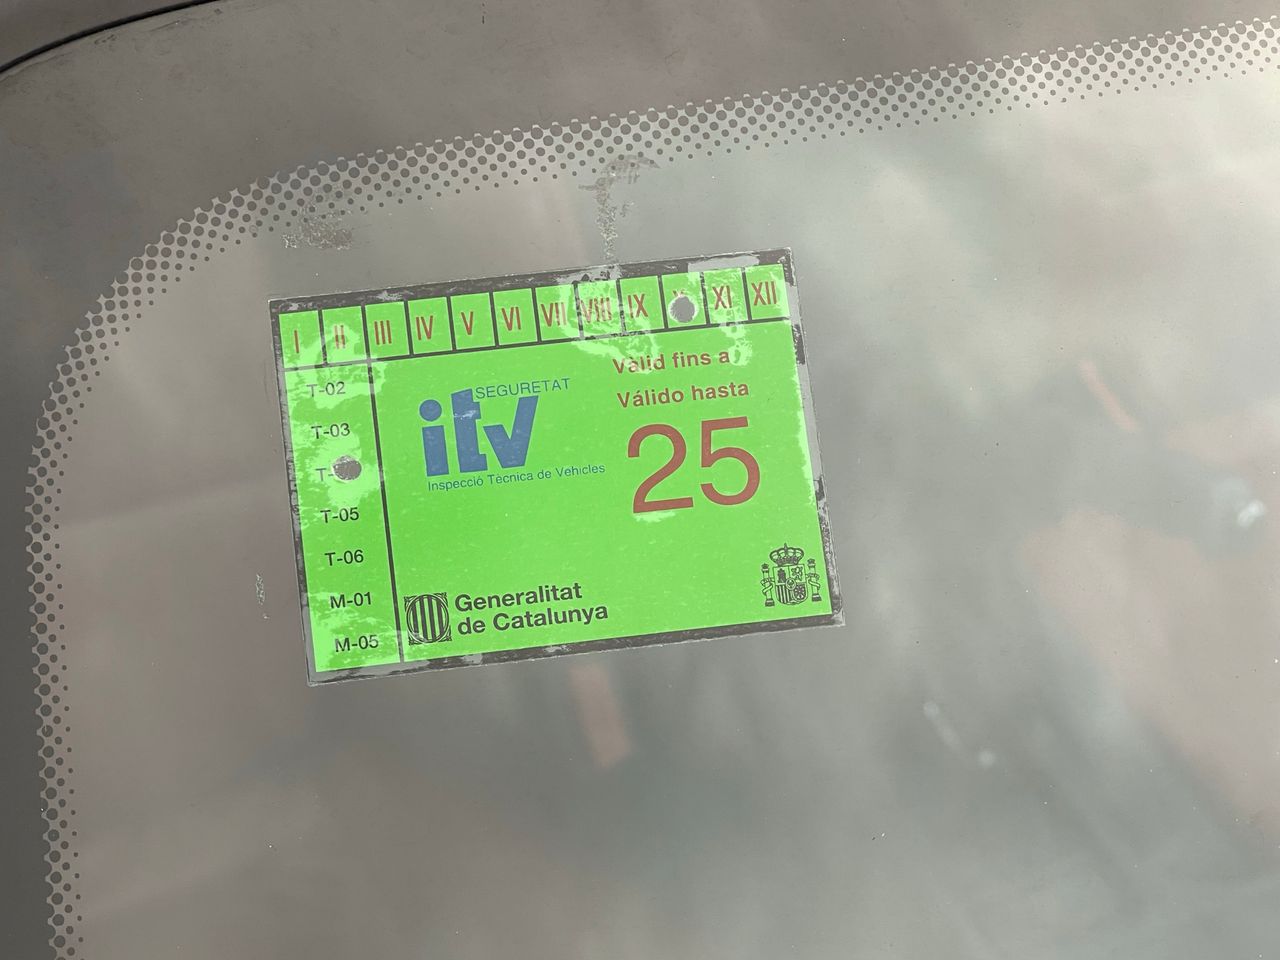 I II III IV V VI VII VIII IX XI XII
T-02
T-03
T-
T-05
T-06
M-01
M-05
SEGURETAT
itv
Inspecció Tècnica de Vehicles
Vàlid fins a
Válido hasta
25
Generalitat
de Catalunya